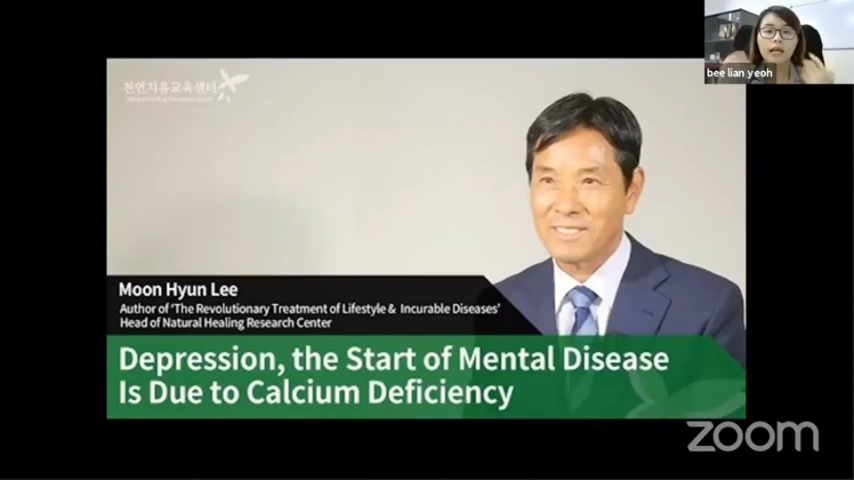 bee lian yeoh
천연치유교육센터
Moon Hyun Lee
Author of 'The Revolutionary Treatment of Lifestyle & Incurable Diseases'
Head of Natural Healing Research Center
Depression, the Start of Mental Disease
Is Due to Calcium Deficiency
zoom